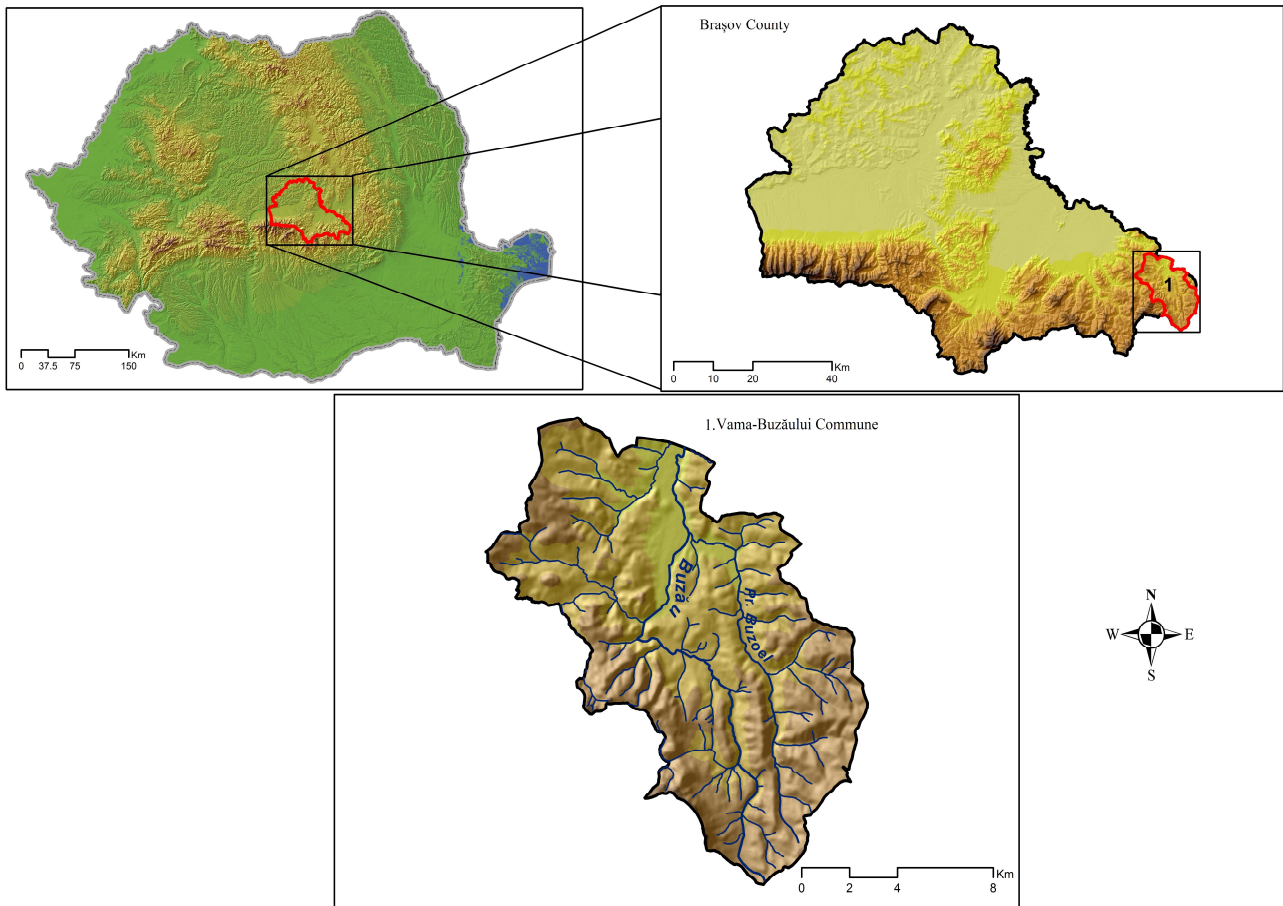 Brașov County
1
Km
0 37.5 75 150
Km
0 10 20 40
1.Vama-Buzăului Commune
Buzău
Pr. Buzoel
N
W E
S
Km
0 2 4 8